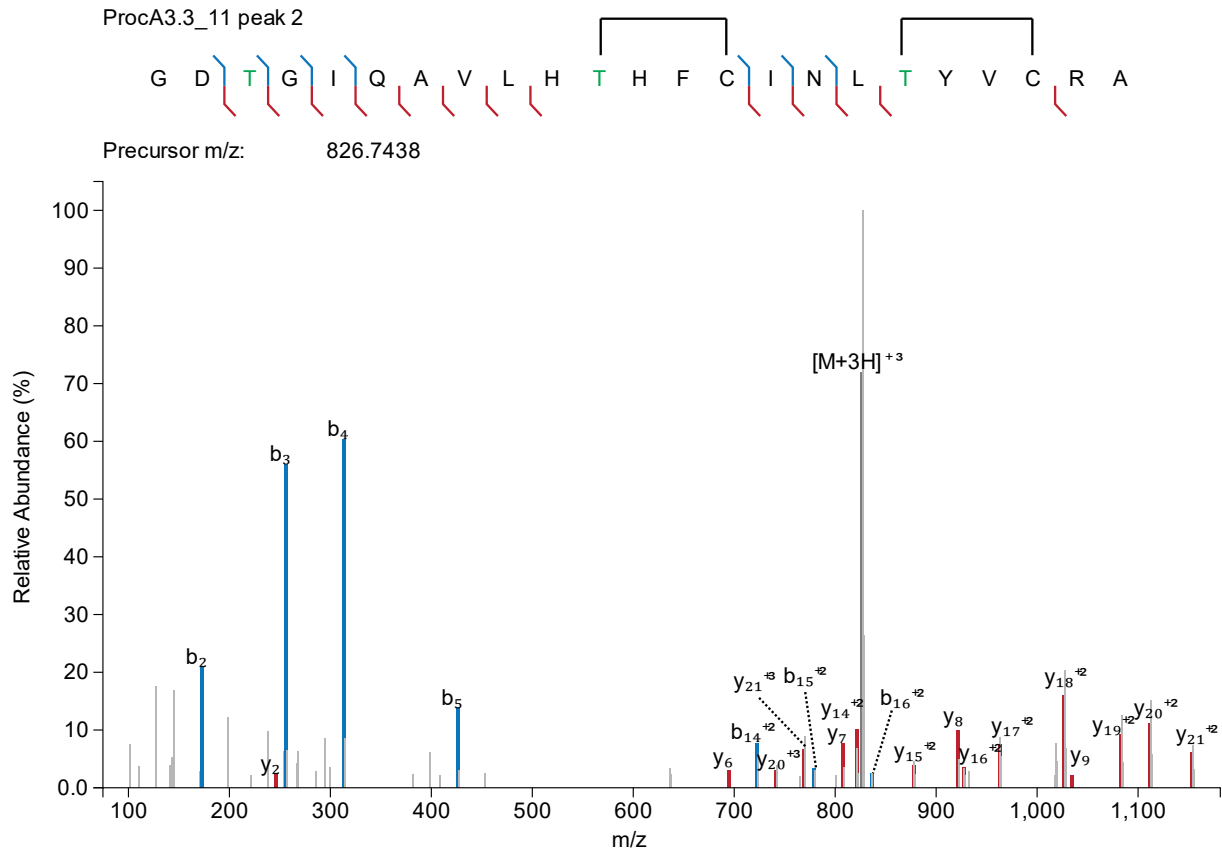 ProcA3.3_11 peak 2
G D T G I Q A V L H T H F C I N L T Y V C R A
Precursor m/z: 826.7438
Relative Abundance (%)
100
90
80
70
60
50
40
30
20
10
0.0
[M+3H]⁺³
b₂
b₃
b₄
b₅
y₂
y₆
b₁₄⁺²
y₂₀⁺³
y₂₁⁺³
b₁₅⁺²
y₇
y₁₄⁺²
b₁₆⁺²
y₁₅⁺²
y₈
y₁₆⁺²
y₁₇⁺²
y₁₈⁺²
y₉
y₁₉⁺²
y₂₀⁺²
y₂₁⁺²
100 200 300 400 500 600 700 800 900 1,000 1,100
m/z